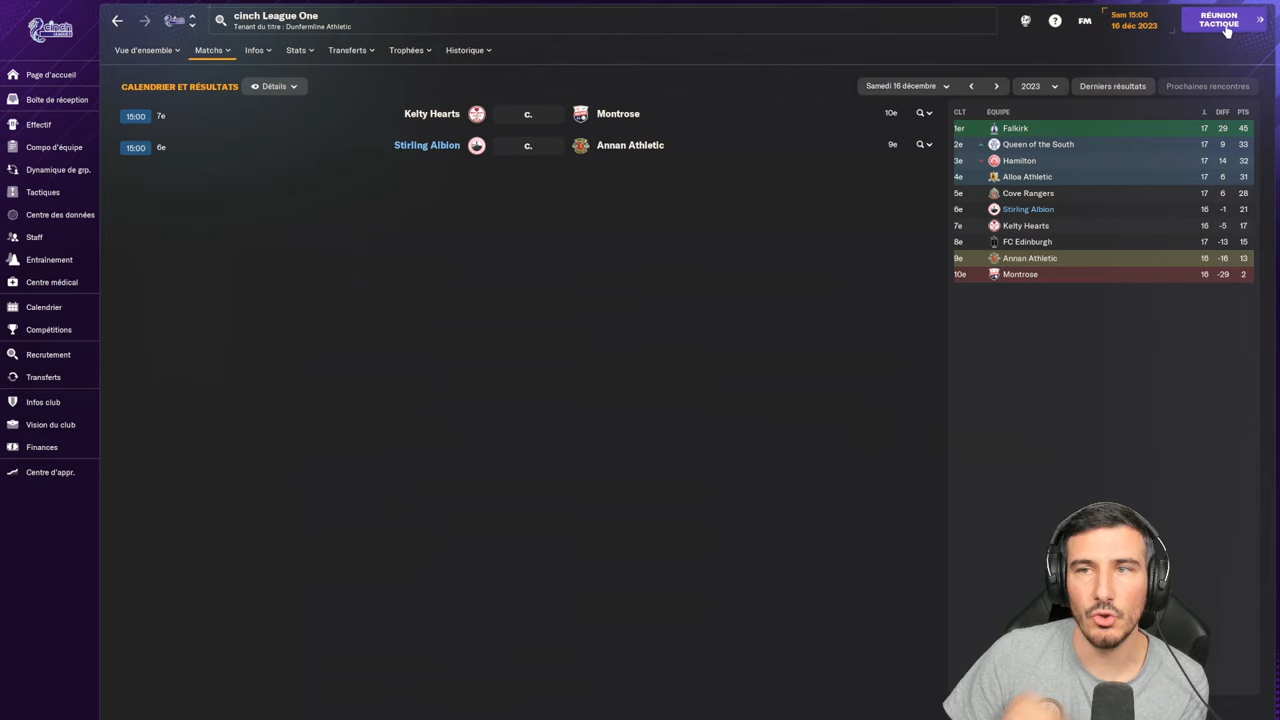 cinch
cinch League One
Tenant du titre : Dunfermline Athletic
FM
Sam 15:00
16 déc 2023
RÉUNION
TACTIQUE
Vue d'ensemble
Matchs
Infos
Stats
Transferts
Trophées
Historique
Page d'accueil
Boîte de réception
Effectif
Compo d'équipe
Dynamique de grp.
Tactiques
Centre des données
Staff
Entraînement
Centre médical
Calendrier
Compétitions
Recrutement
Transferts
Infos club
Vision du club
Finances
Centre d'appr.
CALENDRIER ET RÉSULTATS
Détails
Samedi 16 décembre
2023
Derniers résultats
Prochaines rencontres
15:00 7e Kelty Hearts c. Montrose 10e
15:00 6e Stirling Albion c. Annan Athletic 9e
CLT ÉQUIPE J. DIFF PTS
1er Falkirk 17 29 45
2e Queen of the South 17 9 33
3e Hamilton 17 14 32
4e Alloa Athletic 17 6 31
5e Cove Rangers 17 6 28
6e Stirling Albion 16 -1 21
7e Kelty Hearts 16 -5 17
8e FC Edinburgh 17 -13 15
9e Annan Athletic 16 -16 13
10e Montrose 16 -29 2